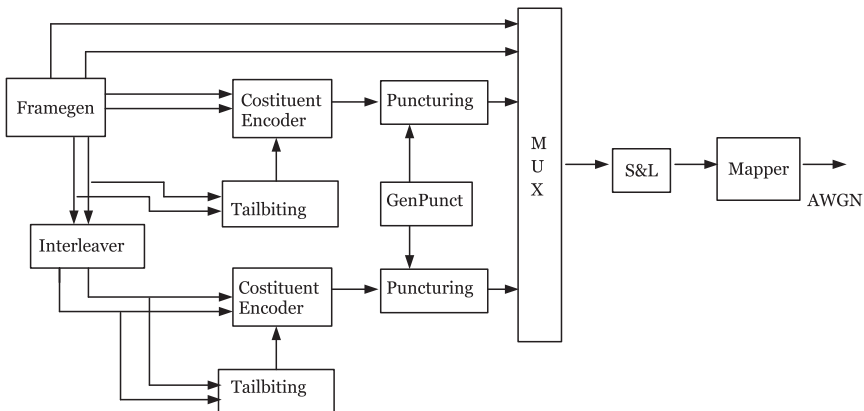 Framegen
Costituent
Encoder
Puncturing
M
U
X
S&L
Mapper
AWGN
Tailbiting
GenPunct
Interleaver
Costituent
Encoder
Puncturing
Tailbiting